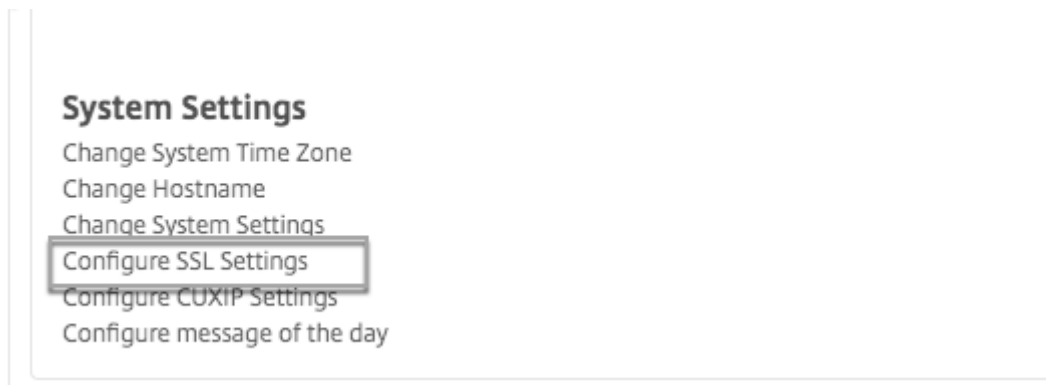 System Settings
Change System Time Zone
Change Hostname
Change System Settings
Configure SSL Settings
Configure CUXIP Settings
Configure message of the day